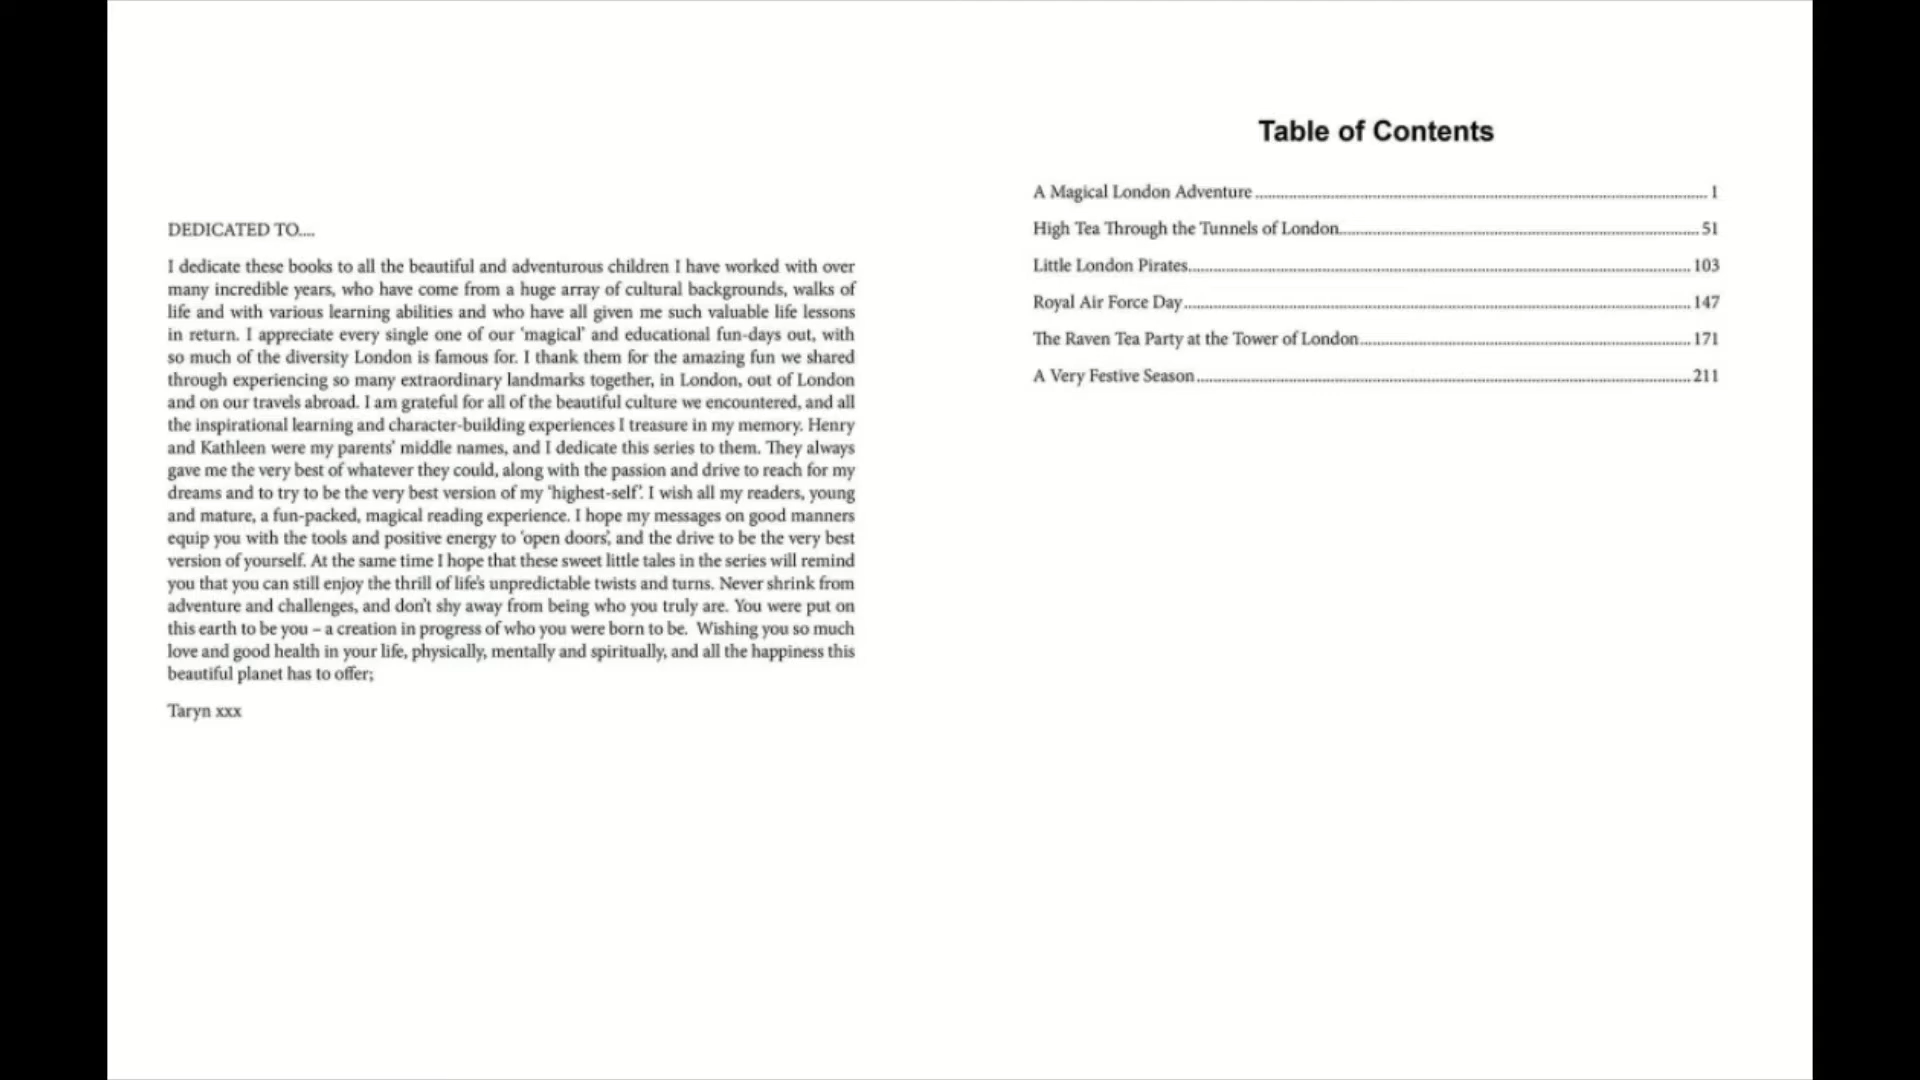 DEDICATED TO....
I dedicate these books to all the beautiful and adventurous children I have worked with over
many incredible years, who have come from a huge array of cultural backgrounds, walks of
life and with various learning abilities and who have all given me such valuable life lessons
in return. I appreciate every single one of our 'magical' and educational fun-days out, with
so much of the diversity London is famous for. I thank them for the amazing fun we shared
through experiencing so many extraordinary landmarks together, in London, out of London
and on our travels abroad. I am grateful for all of the beautiful culture we encountered, and all
the inspirational learning and character-building experiences I treasure in my memory. Henry
and Kathleen were my parents' middle names, and I dedicate this series to them. They always
gave me the very best of whatever they could, along with the passion and drive to reach for my
dreams and to try to be the very best version of my 'highest-self'. I wish all my readers, young
and mature, a fun-packed, magical reading experience. I hope my messages on good manners
equip you with the tools and positive energy to 'open doors', and the drive to be the very best
version of yourself. At the same time I hope that these sweet little tales in the series will remind
you that you can still enjoy the thrill of life's unpredictable twists and turns. Never shrink from
adventure and challenges, and don't shy away from being who you truly are. You were put on
this earth to be you – a creation in progress of who you were born to be. Wishing you so much
love and good health in your life, physically, mentally and spiritually, and all the happiness this
beautiful planet has to offer;
Taryn xxx
Table of Contents
A Magical London Adventure 1
High Tea Through the Tunnels of London 51
Little London Pirates 103
Royal Air Force Day 147
The Raven Tea Party at the Tower of London 171
A Very Festive Season 211